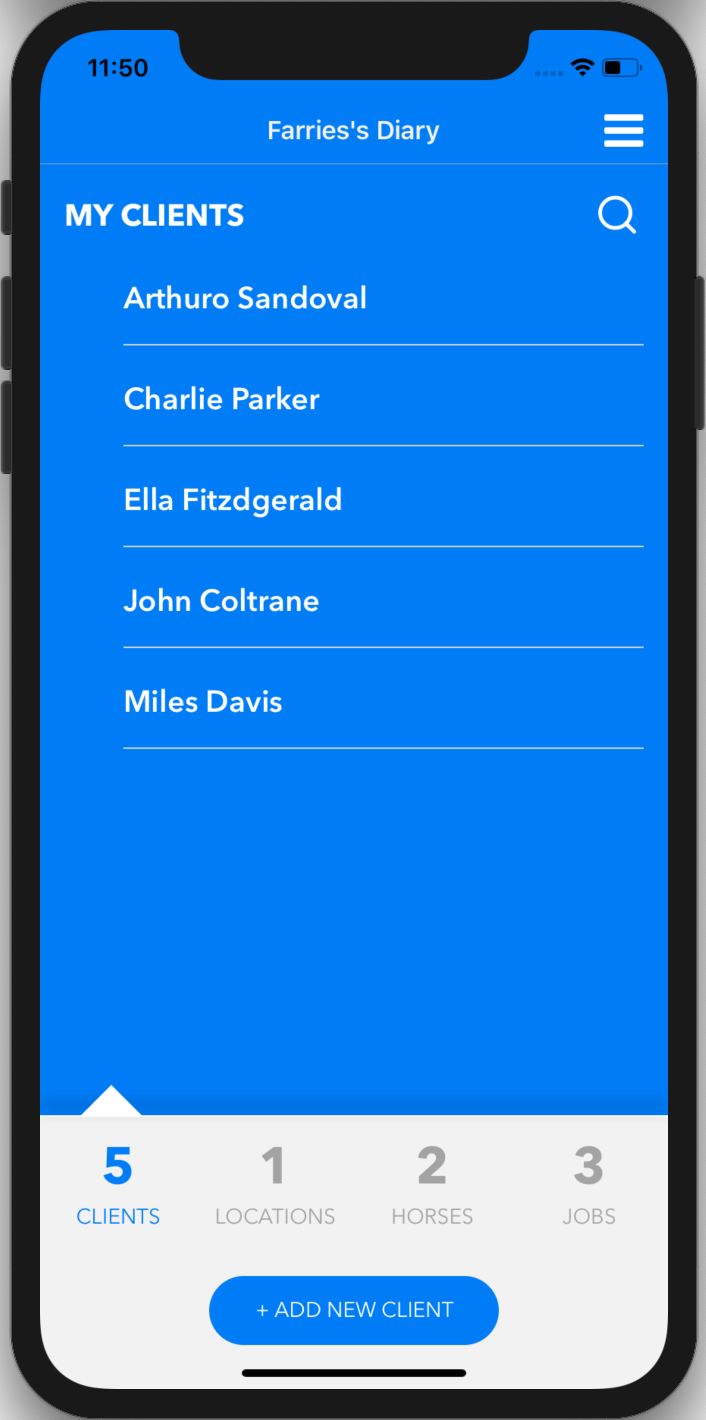 11:50
Farries's Diary
MY CLIENTS
Arthuro Sandoval
Charlie Parker
Ella Fitzdgerald
John Coltrane
Miles Davis
5 1 2 3
CLIENTS LOCATIONS HORSES JOBS
+ ADD NEW CLIENT